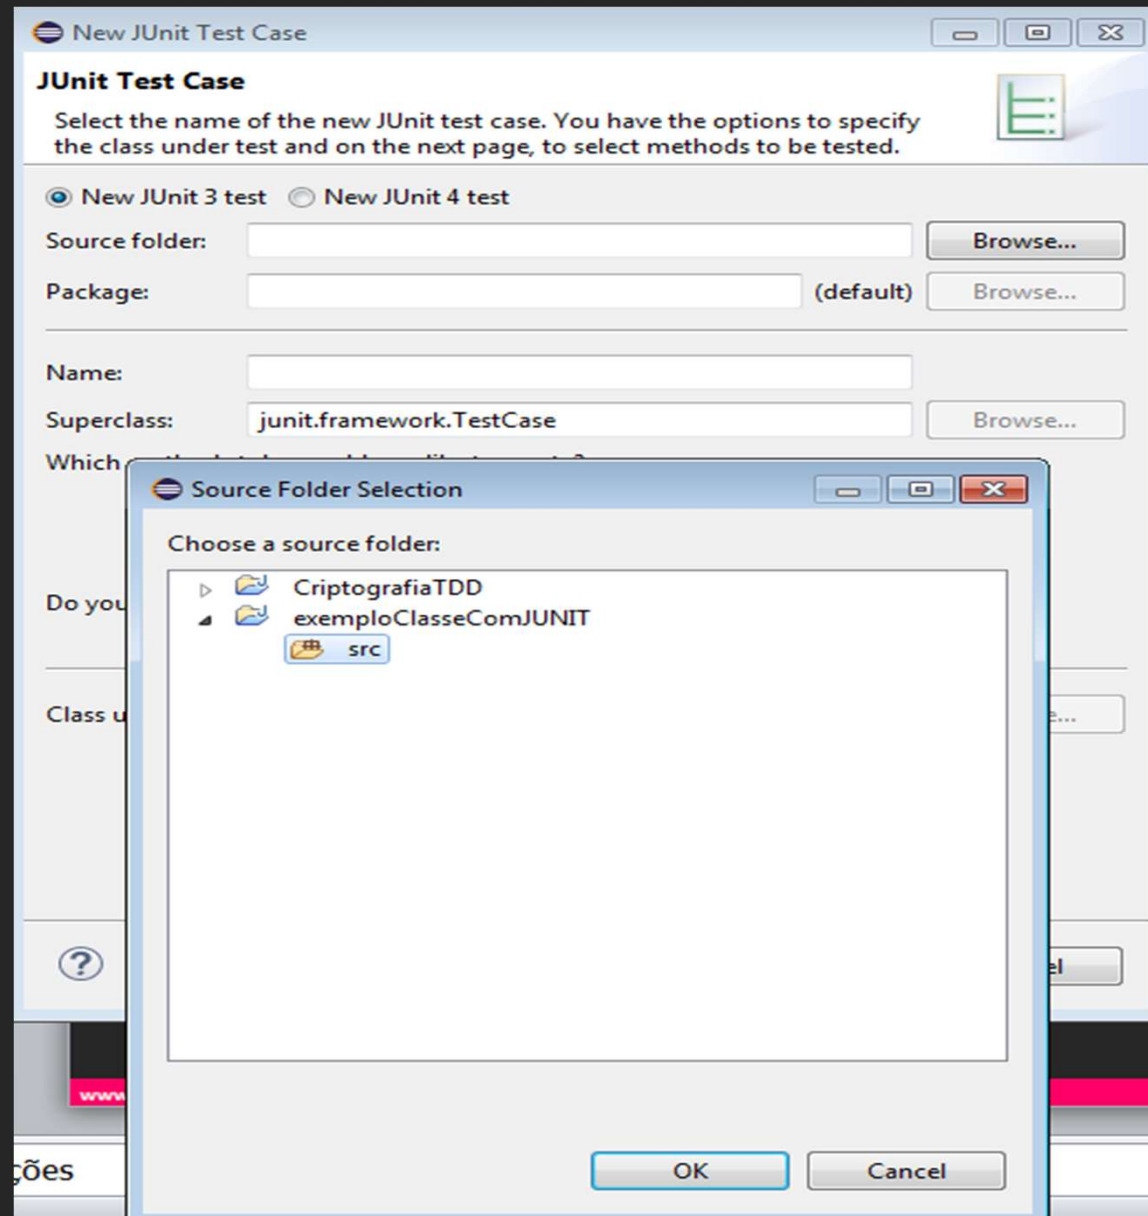 New JUnit Test Case
JUnit Test Case
Select the name of the new JUnit test case. You have the options to specify
the class under test and on the next page, to select methods to be tested.
New JUnit 3 test New JUnit 4 test
Source folder: Browse...
Package: (default) Browse...
Name:
Superclass: junit.framework.TestCase Browse...
Which
Source Folder Selection
Choose a source folder:
CriptografiaTDD
Do you
exemploClasseComJUNIT
src
Class u
e...
?
el
www
ções
OK Cancel